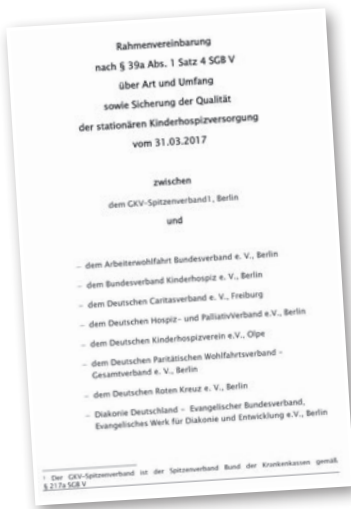 Rahmenvereinbarung
nach § 39a Abs. 1 Satz 4 SGB V
über Art und Umfang
sowie Sicherung der Qualität
der stationären Kinderhospizversorgung
vom 31.03.2017
zwischen
dem GKV-Spitzenverband1, Berlin
und
– dem Arbeiterwohlfahrt Bundesverband e. V., Berlin
– dem Bundesverband Kinderhospiz e. V., Berlin
– dem Deutschen Caritasverband e. V., Freiburg
– dem Deutschen Hospiz- und PalliativVerband e.V., Berlin
– dem Deutschen Kinderhospizverein e.V., Olpe
– dem Deutschen Paritätischen Wohlfahrtsverband –
Gesamtverband e. V., Berlin
– dem Deutschen Roten Kreuz e. V., Berlin
– Diakonie Deutschland – Evangelischer Bundesverband,
Evangelisches Werk für Diakonie und Entwicklung e.V., Berlin
1 Der GKV-Spitzenverband ist der Spitzenverband Bund der Krankenkassen gemäß
§ 217a SGB V